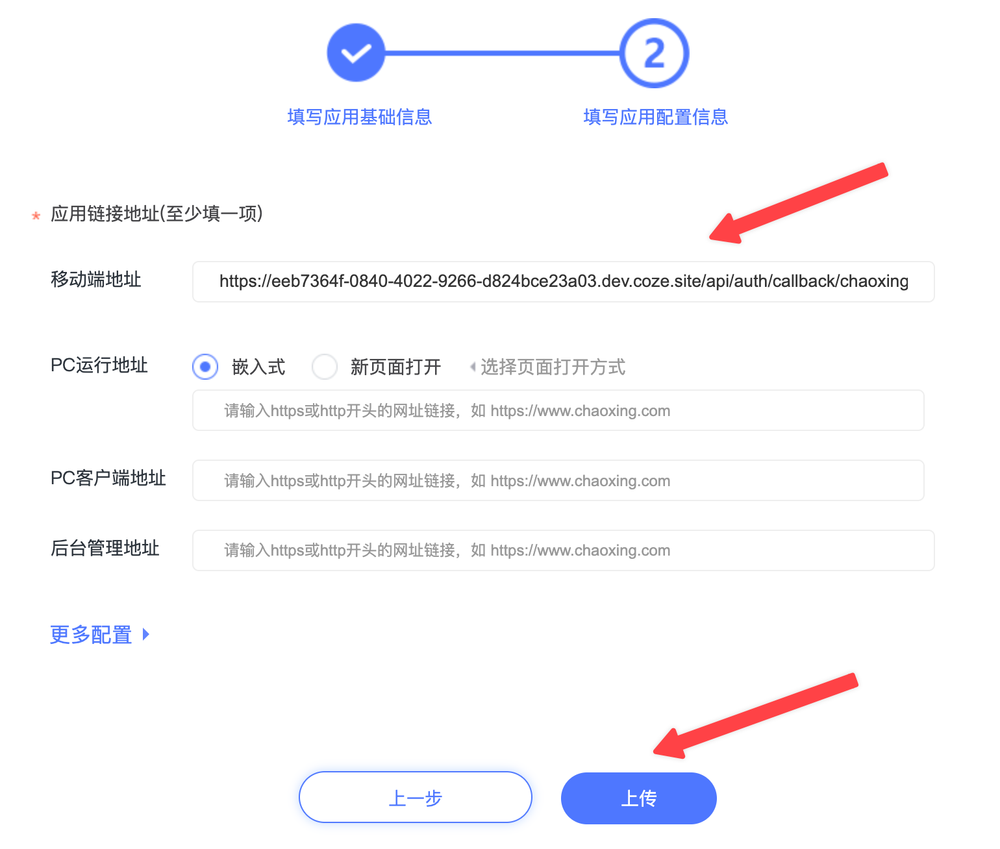 2
填写应用基础信息
填写应用配置信息
* 应用链接地址(至少填一项)
移动端地址
https://eeb7364f-0840-4022-9266-d824bce23a03.dev.coze.site/api/auth/callback/chaoxing
PC运行地址
嵌入式 新页面打开 选择页面打开方式
请输入https或http开头的网址链接，如 https://www.chaoxing.com
PC客户端地址
请输入https或http开头的网址链接，如 https://www.chaoxing.com
后台管理地址
请输入https或http开头的网址链接，如 https://www.chaoxing.com
更多配置
上一步
上传